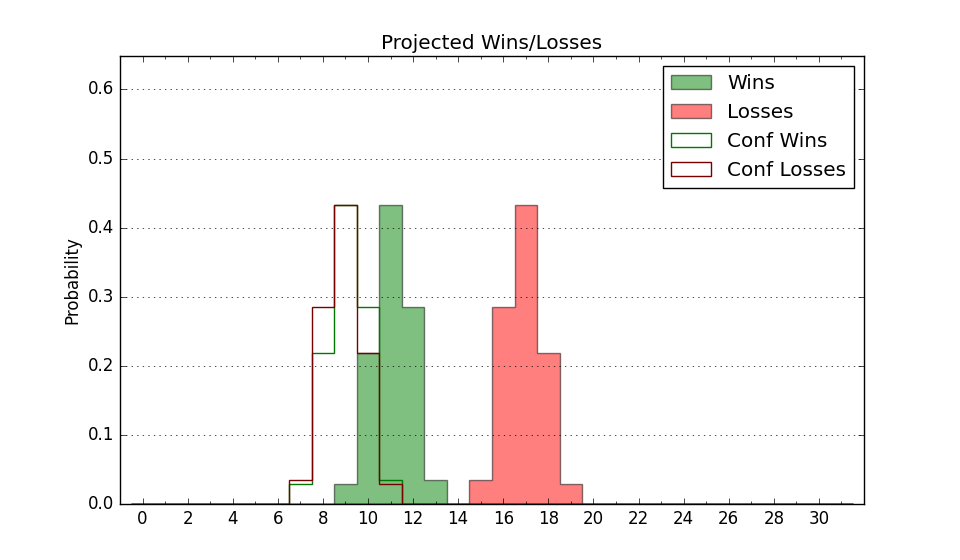 Projected Wins/Losses
Wins
Losses
Conf Wins
Conf Losses
Probability
0.6
0.5
0.4
0.3
0.2
0.1
0.0
0 2 4 6 8 10 12 14 16 18 20 22 24 26 28 30